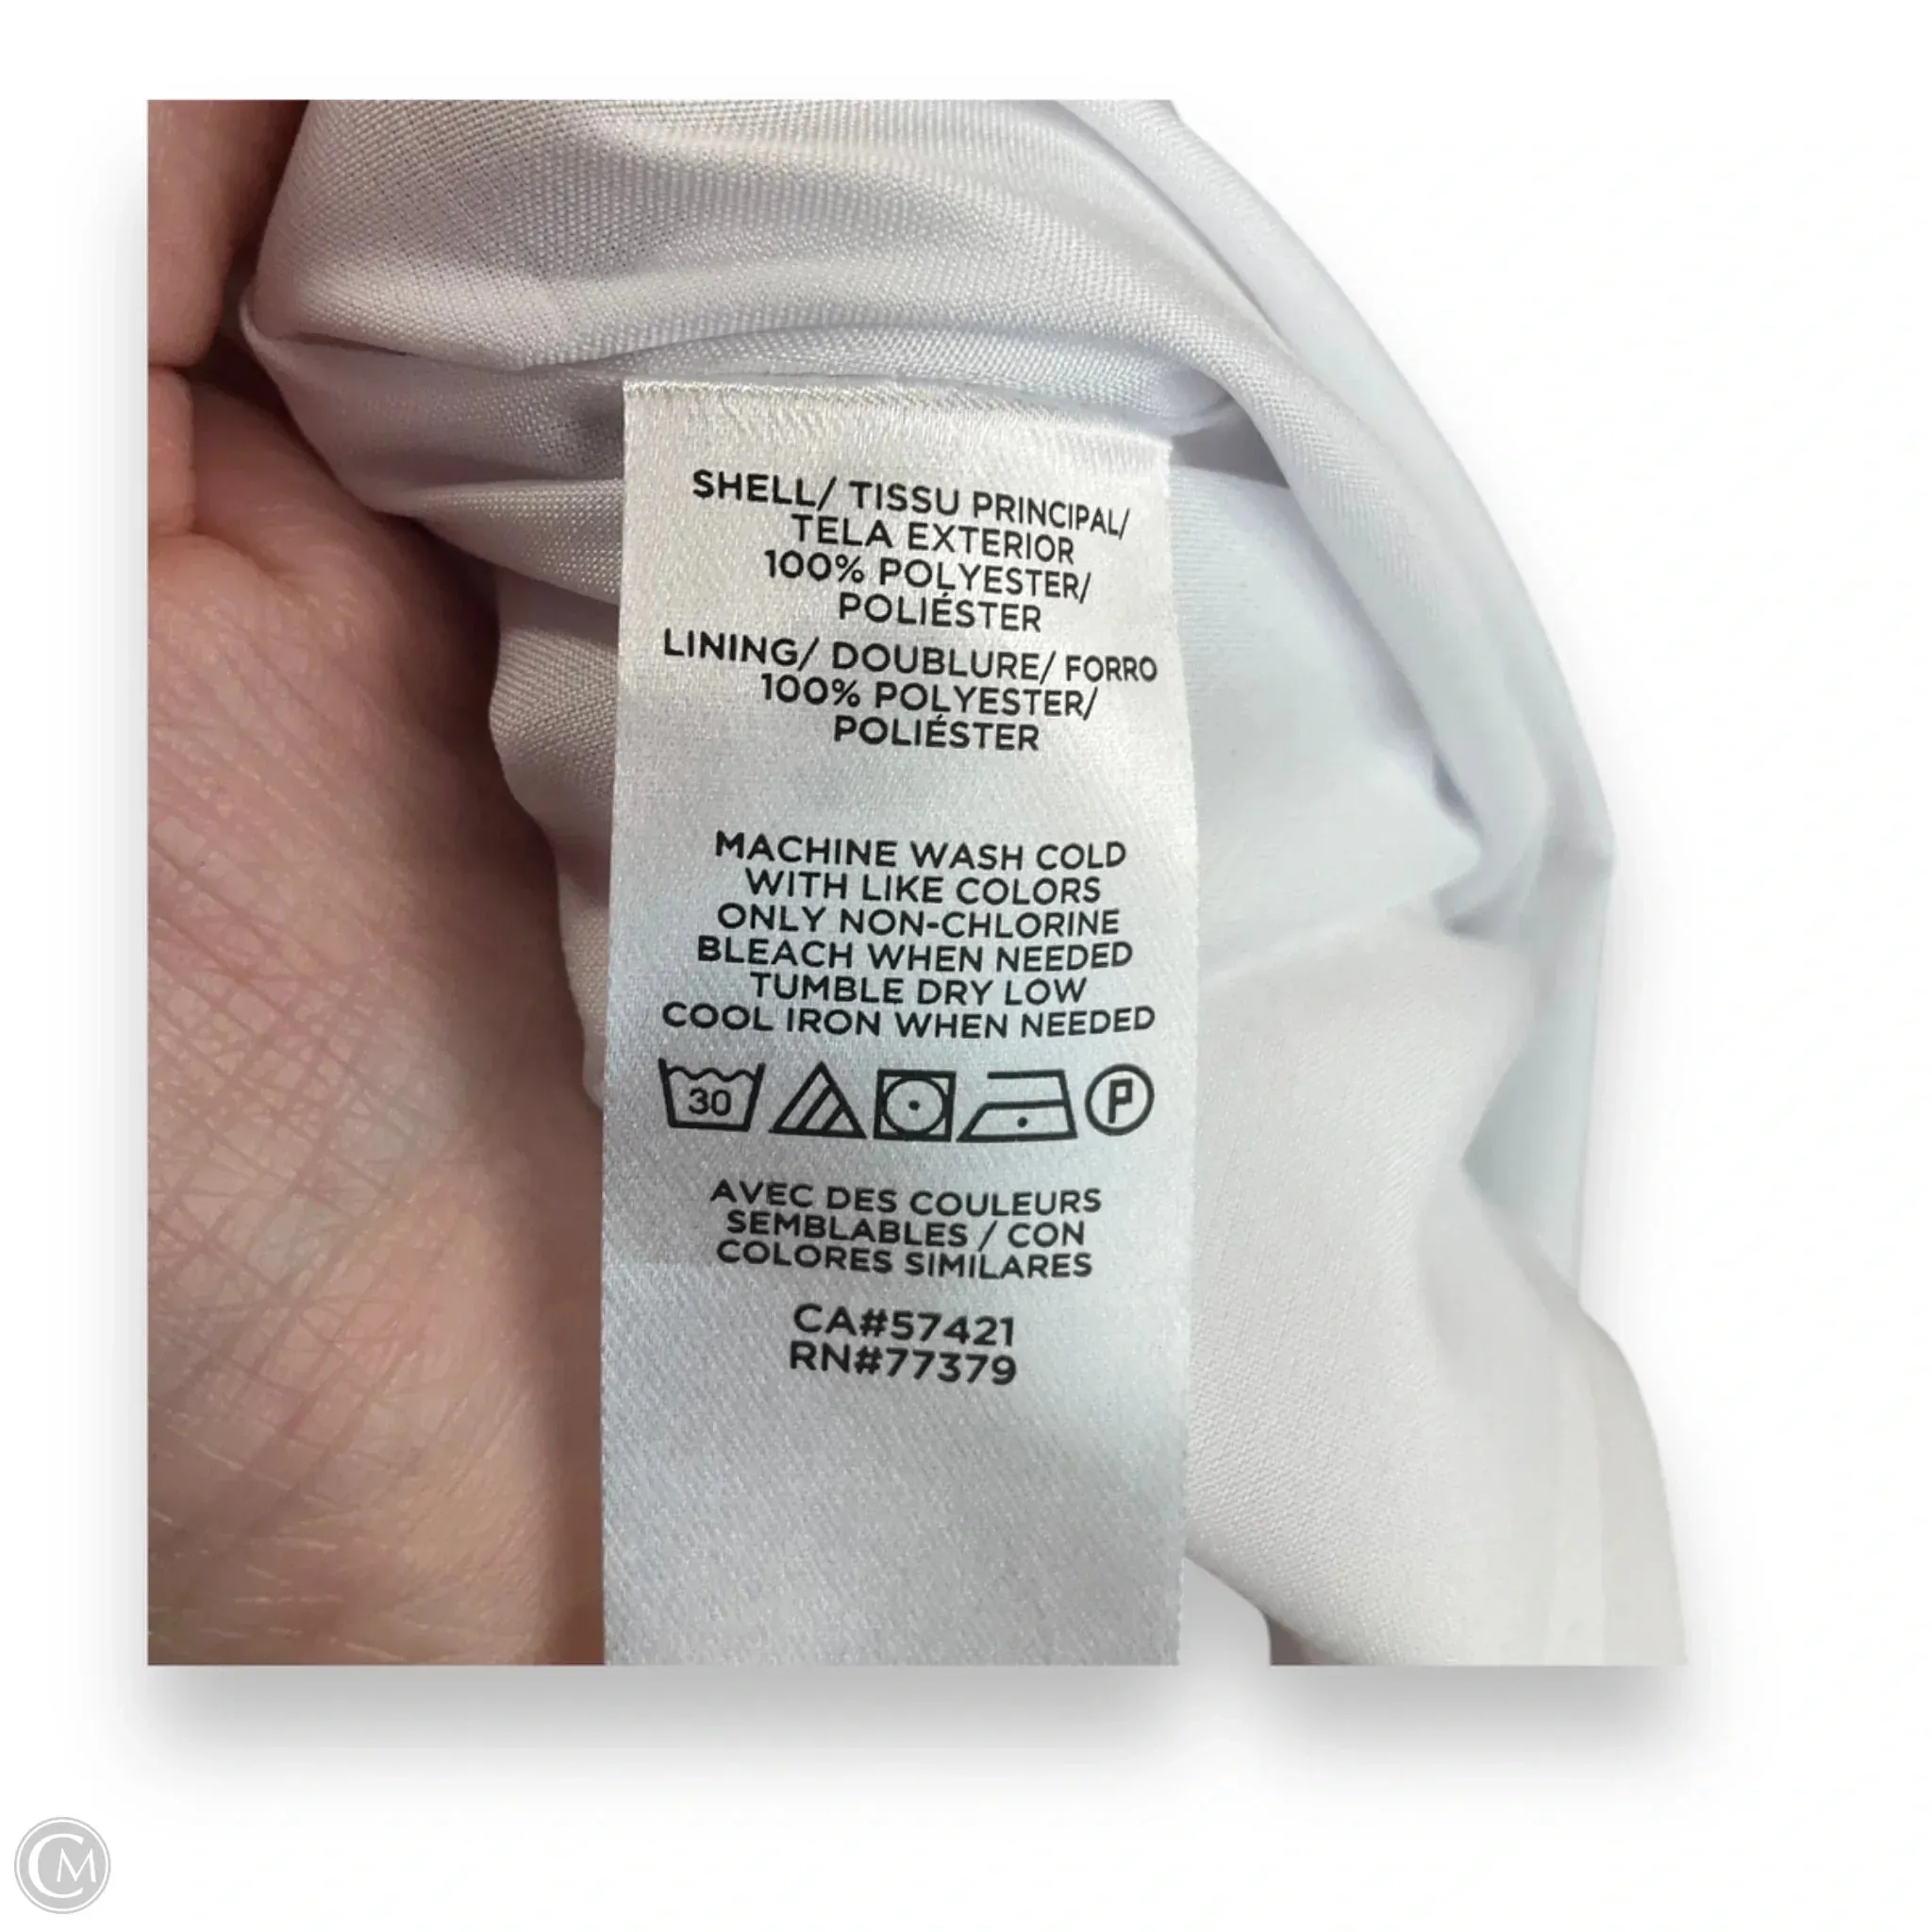 SHELL/ TISSU PRINCIPAL/
TELA EXTERIOR
100% POLYESTER/
POLIÉSTER
LINING/ DOUBLURE/ FORRO
100% POLYESTER/
POLIÉSTER
MACHINE WASH COLD
WITH LIKE COLORS
ONLY NON-CHLORINE
BLEACH WHEN NEEDED
TUMBLE DRY LOW
COOL IRON WHEN NEEDED
30 P
AVEC DES COULEURS
SEMBLABLES / CON
COLORES SIMILARES
CA#57421
RN#77379
CM